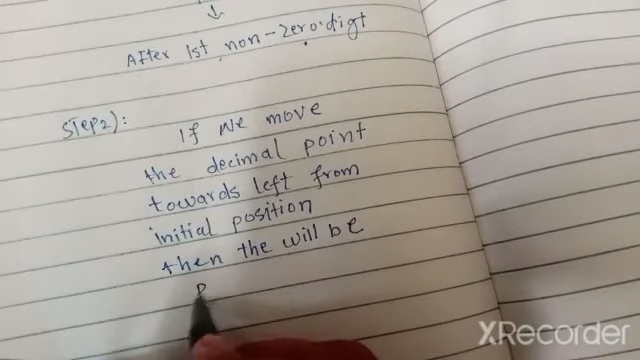 After 1st non-zero digt
Step2):
If we move
the decimal point
towards left from
initial position
then the will be
P
XRecorder